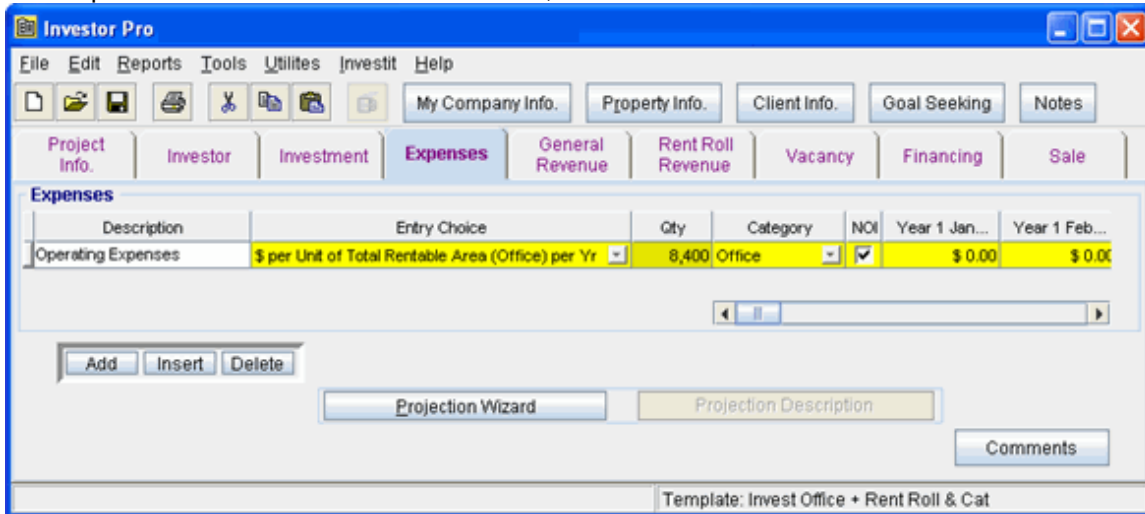 Investor Pro
File Edit Reports Tools Utilites Investit Help
My Company Info. Property Info. Client Info. Goal Seeking Notes
Project Info. Investor Investment Expenses General Revenue Rent Roll Revenue Vacancy Financing Sale
Expenses
Description Entry Choice Qty Category NOI Year 1 Jan... Year 1 Feb...
Operating Expenses $ per Unit of Total Rentable Area (Office) per Yr 8,400 Office $ 0.00 $ 0.00
Add Insert Delete
Projection Wizard Projection Description
Comments
Template: Invest Office + Rent Roll & Cat